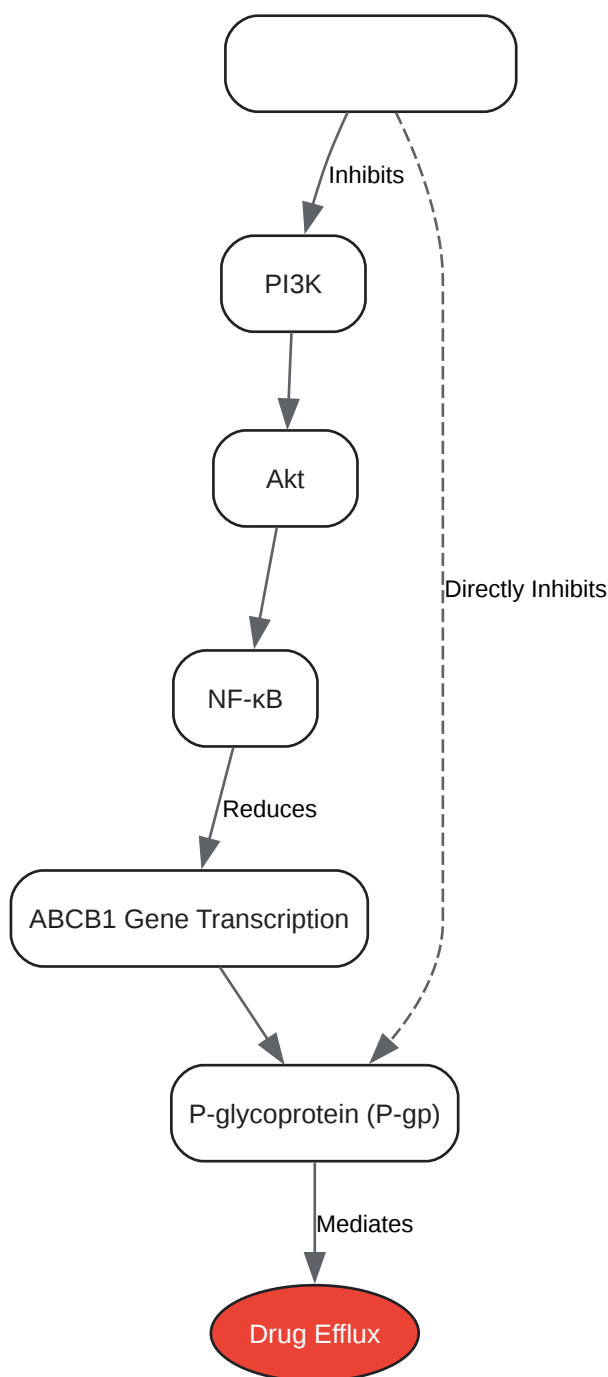 Inhibits
PI3K
Akt
Directly Inhibits
NF-κB
Reduces
ABCB1 Gene Transcription
P-glycoprotein (P-gp)
Mediates
Drug Efflux